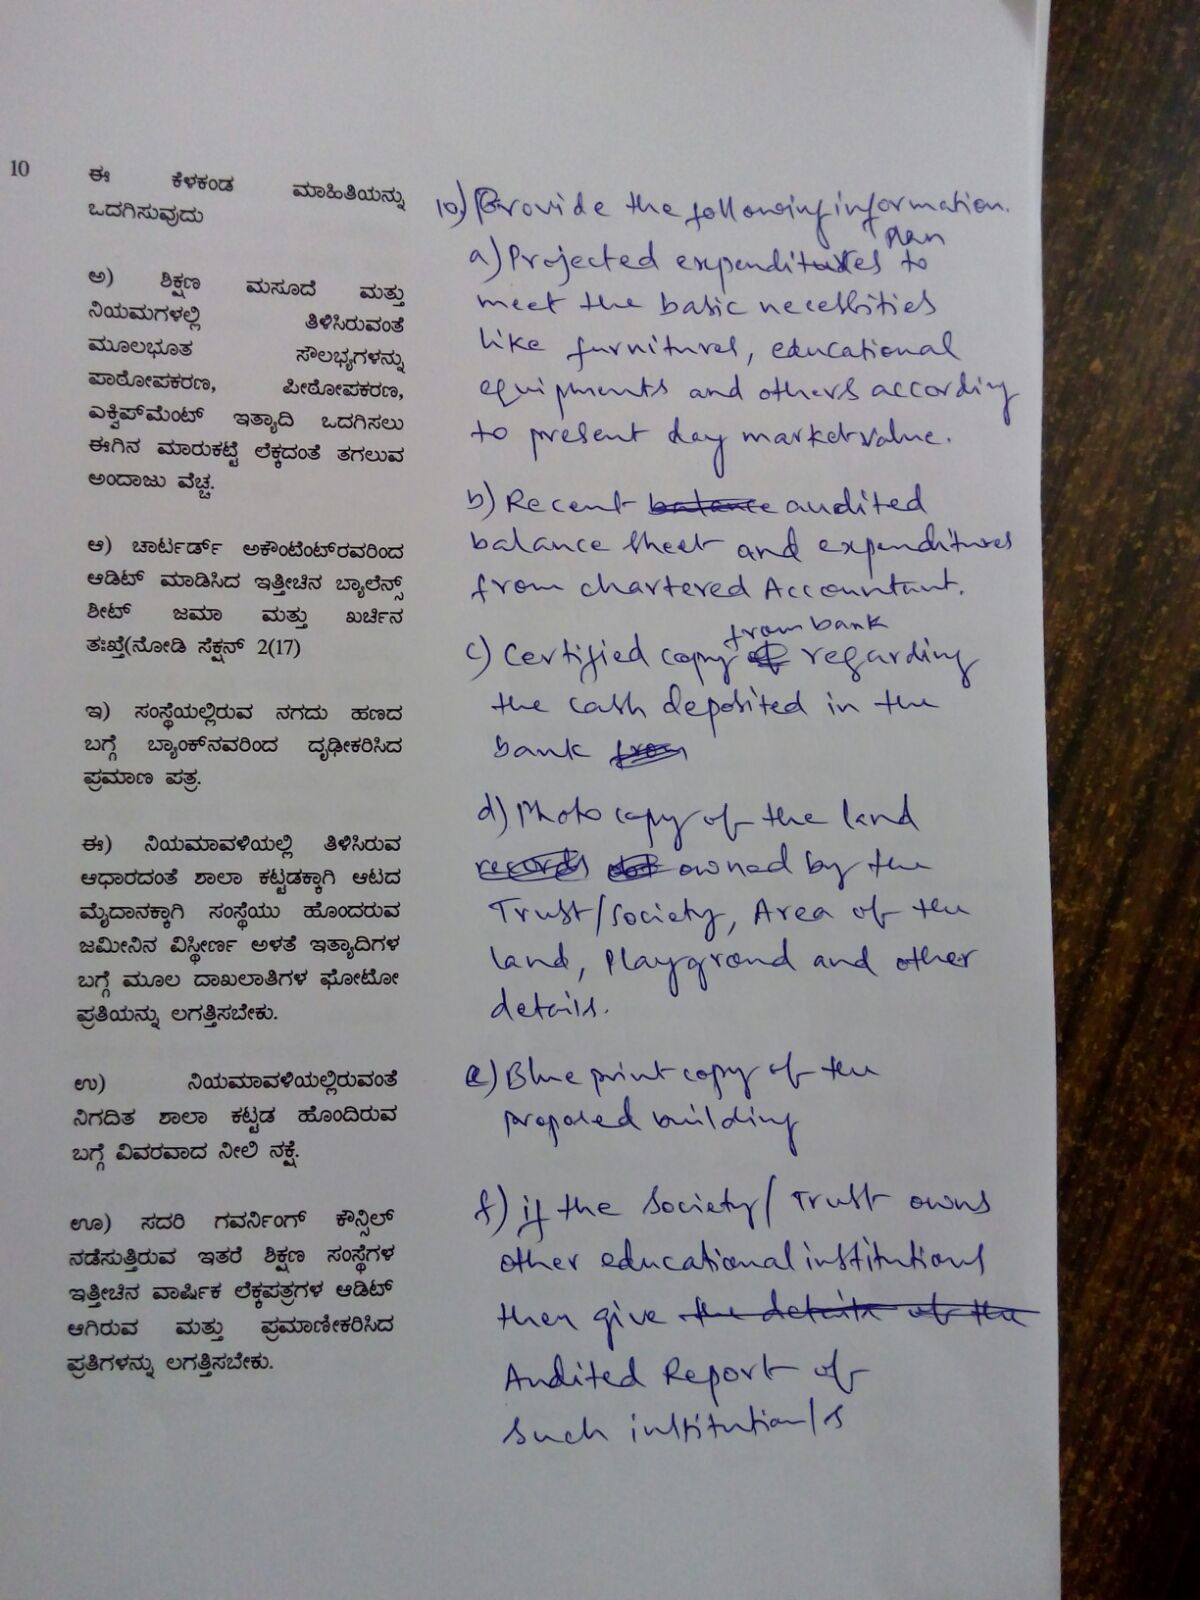 10
ಈ ಕೆಳಕಂಡ ಮಾಹಿತಿಯನ್ನು
ಒದಗಿಸುವುದು
ಅ) ಶಿಕ್ಷಣ ಮಸೂದೆ ಮತ್ತು
ನಿಯಮಗಳಲ್ಲಿ ತಿಳಿಸಿರುವಂತೆ
ಮೂಲಭೂತ ಸೌಲಭ್ಯಗಳನ್ನು
ಪಾಠೋಪಕರಣ, ಪೀಠೋಪಕರಣ,
ಎಕ್ವಿಪ್‌ಮೆಂಟ್ ಇತ್ಯಾದಿ ಒದಗಿಸಲು
ಈಗಿನ ಮಾರುಕಟ್ಟೆ ಲೆಕ್ಕದಂತೆ ತಗಲುವ
ಅಂದಾಜು ವೆಚ್ಚ.
ಆ) ಚಾರ್ಟರ್ಡ್ ಅಕೌಂಟೆಂಟ್‌ರವರಿಂದ
ಆಡಿಟ್ ಮಾಡಿಸಿದ ಇತ್ತೀಚಿನ ಬ್ಯಾಲೆನ್ಸ್
ಶೀಟ್ ಜಮಾ ಮತ್ತು ಖರ್ಚಿನ
ತಃಖ್ತೆ(ನೋಡಿ ಸೆಕ್ಷನ್ 2(17)
ಇ) ಸಂಸ್ಥೆಯಲ್ಲಿರುವ ನಗದು ಹಣದ
ಬಗ್ಗೆ ಬ್ಯಾಂಕ್‌ನವರಿಂದ ದೃಢೀಕರಿಸಿದ
ಪ್ರಮಾಣ ಪತ್ರ.
ಈ) ನಿಯಮಾವಳಿಯಲ್ಲಿ ತಿಳಿಸಿರುವ
ಆಧಾರದಂತೆ ಶಾಲಾ ಕಟ್ಟಡಕ್ಕಾಗಿ ಆಟದ
ಮೈದಾನಕ್ಕಾಗಿ ಸಂಸ್ಥೆಯು ಹೊಂದರುವ
ಜಮೀನಿನ ವಿಸ್ತೀರ್ಣ ಅಳತೆ ಇತ್ಯಾದಿಗಳ
ಬಗ್ಗೆ ಮೂಲ ದಾಖಲಾತಿಗಳ ಫೋಟೋ
ಪ್ರತಿಯನ್ನು ಲಗತ್ತಿಸಬೇಕು.
ಉ) ನಿಯಮಾವಳಿಯಲ್ಲಿರುವಂತೆ
ನಿಗದಿತ ಶಾಲಾ ಕಟ್ಟಡ ಹೊಂದಿರುವ
ಬಗ್ಗೆ ವಿವರವಾದ ನೀಲಿ ನಕ್ಷೆ.
ಊ) ಸದರಿ ಗವರ್ನಿಂಗ್ ಕೌನ್ಸಿಲ್
ನಡೆಸುತ್ತಿರುವ ಇತರೆ ಶಿಕ್ಷಣ ಸಂಸ್ಥೆಗಳ
ಇತ್ತೀಚಿನ ವಾರ್ಷಿಕ ಲೆಕ್ಕಪತ್ರಗಳ ಆಡಿಟ್
ಆಗಿರುವ ಮತ್ತು ಪ್ರಮಾಣೀಕರಿಸಿದ
ಪ್ರತಿಗಳನ್ನು ಲಗತ್ತಿಸಬೇಕು.
10) Provide the following information.
plan
a) Projected expenditures to
meet the basic necessities
like furnitures, educational
equipments and others according
to present day market value.
b) Recent balance audited
balance sheet and expenditures
from chartered Accountant.
from bank
c) Certified copy of regarding
the cash deposited in the
bank from
d) Photo copy of the land
records owned by the
Trust/society, Area of the
land, Playgrond and other
details.
e) Blue print copy of the
proposed building
f) if the Society/Trust owns
other educational institutions
then give the details of the
Audited Report of
such institution/s